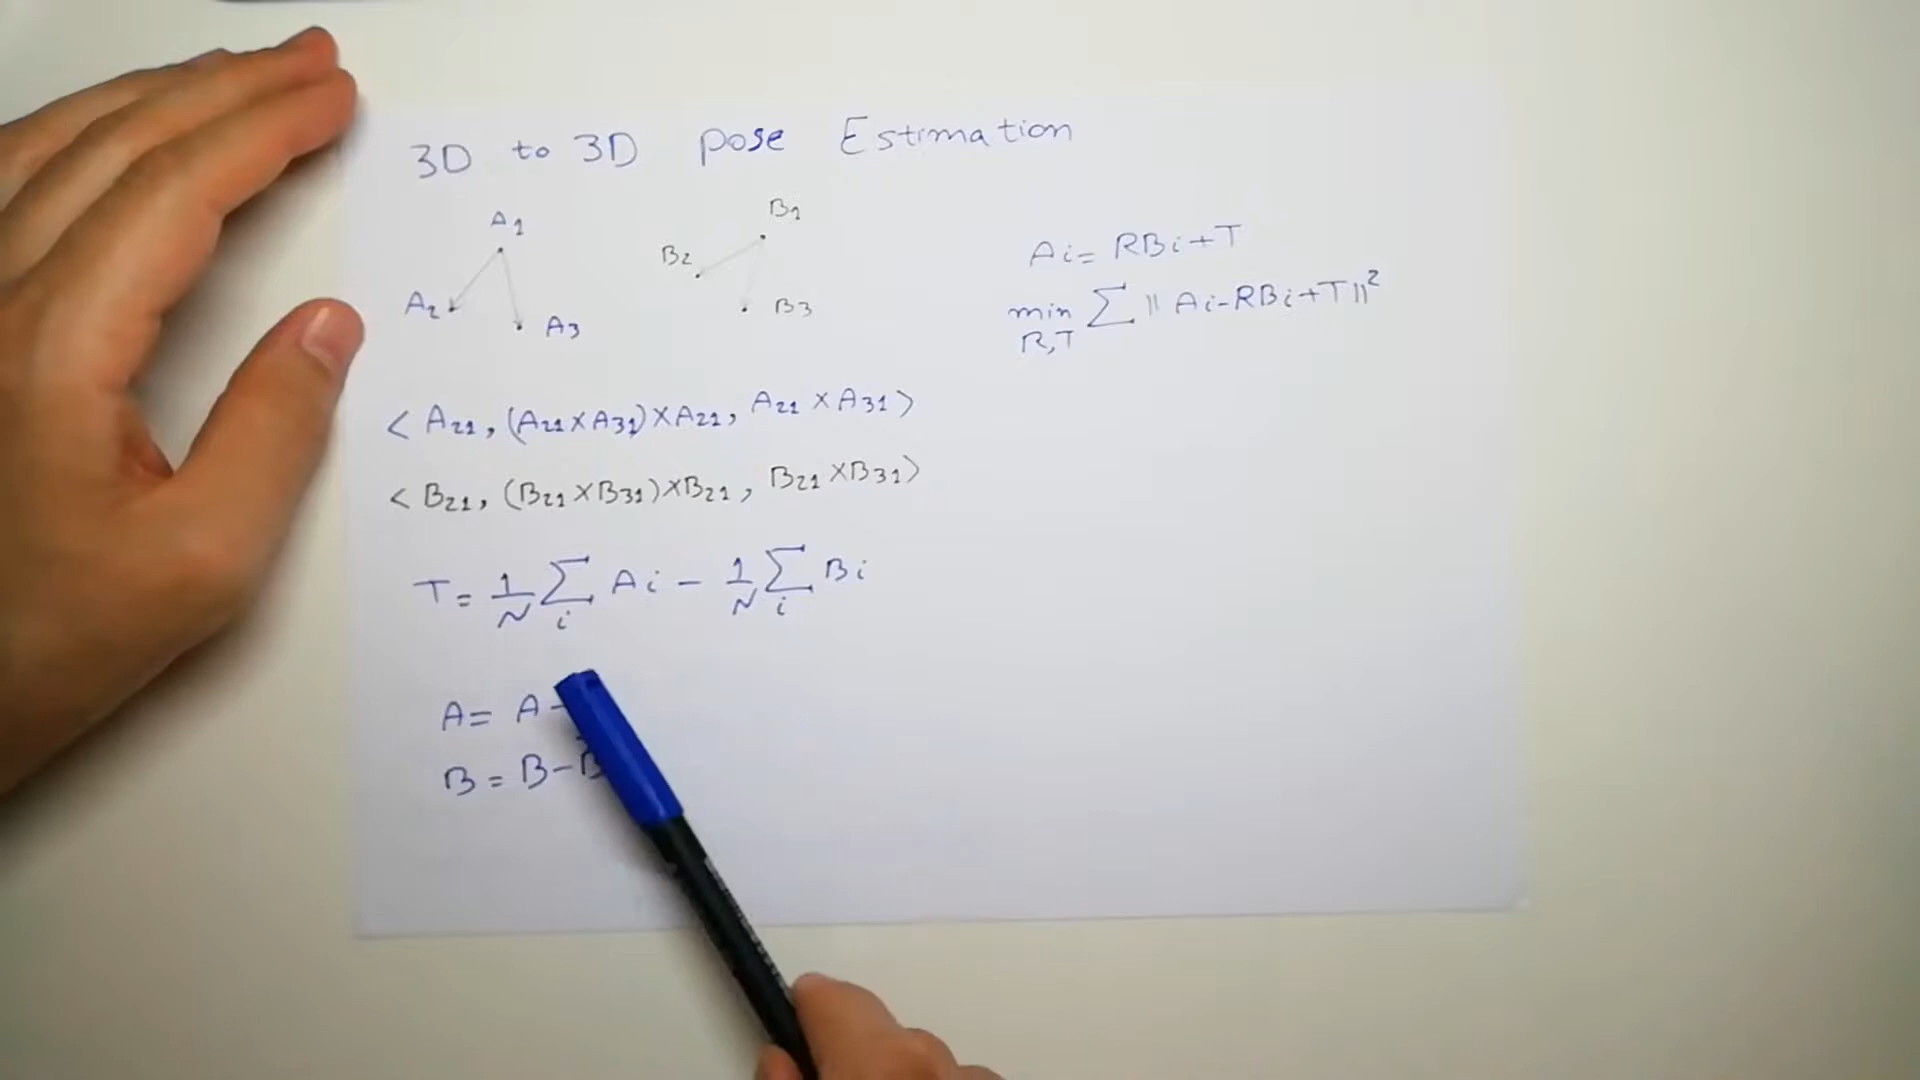 3D to 3D pose Estimation
A1
A2
A3
B1
B2
B3
Ai = RBi + T
min ∑ || Ai - RBi + T ||²
R,T
< A21, (A21 × A31) × A21, A21 × A31 >
< B21, (B21 × B31) × B21, B21 × B31 >
T = 1/N ∑ Ai - 1/N ∑ Bi
i i
A = A -
B = B - B